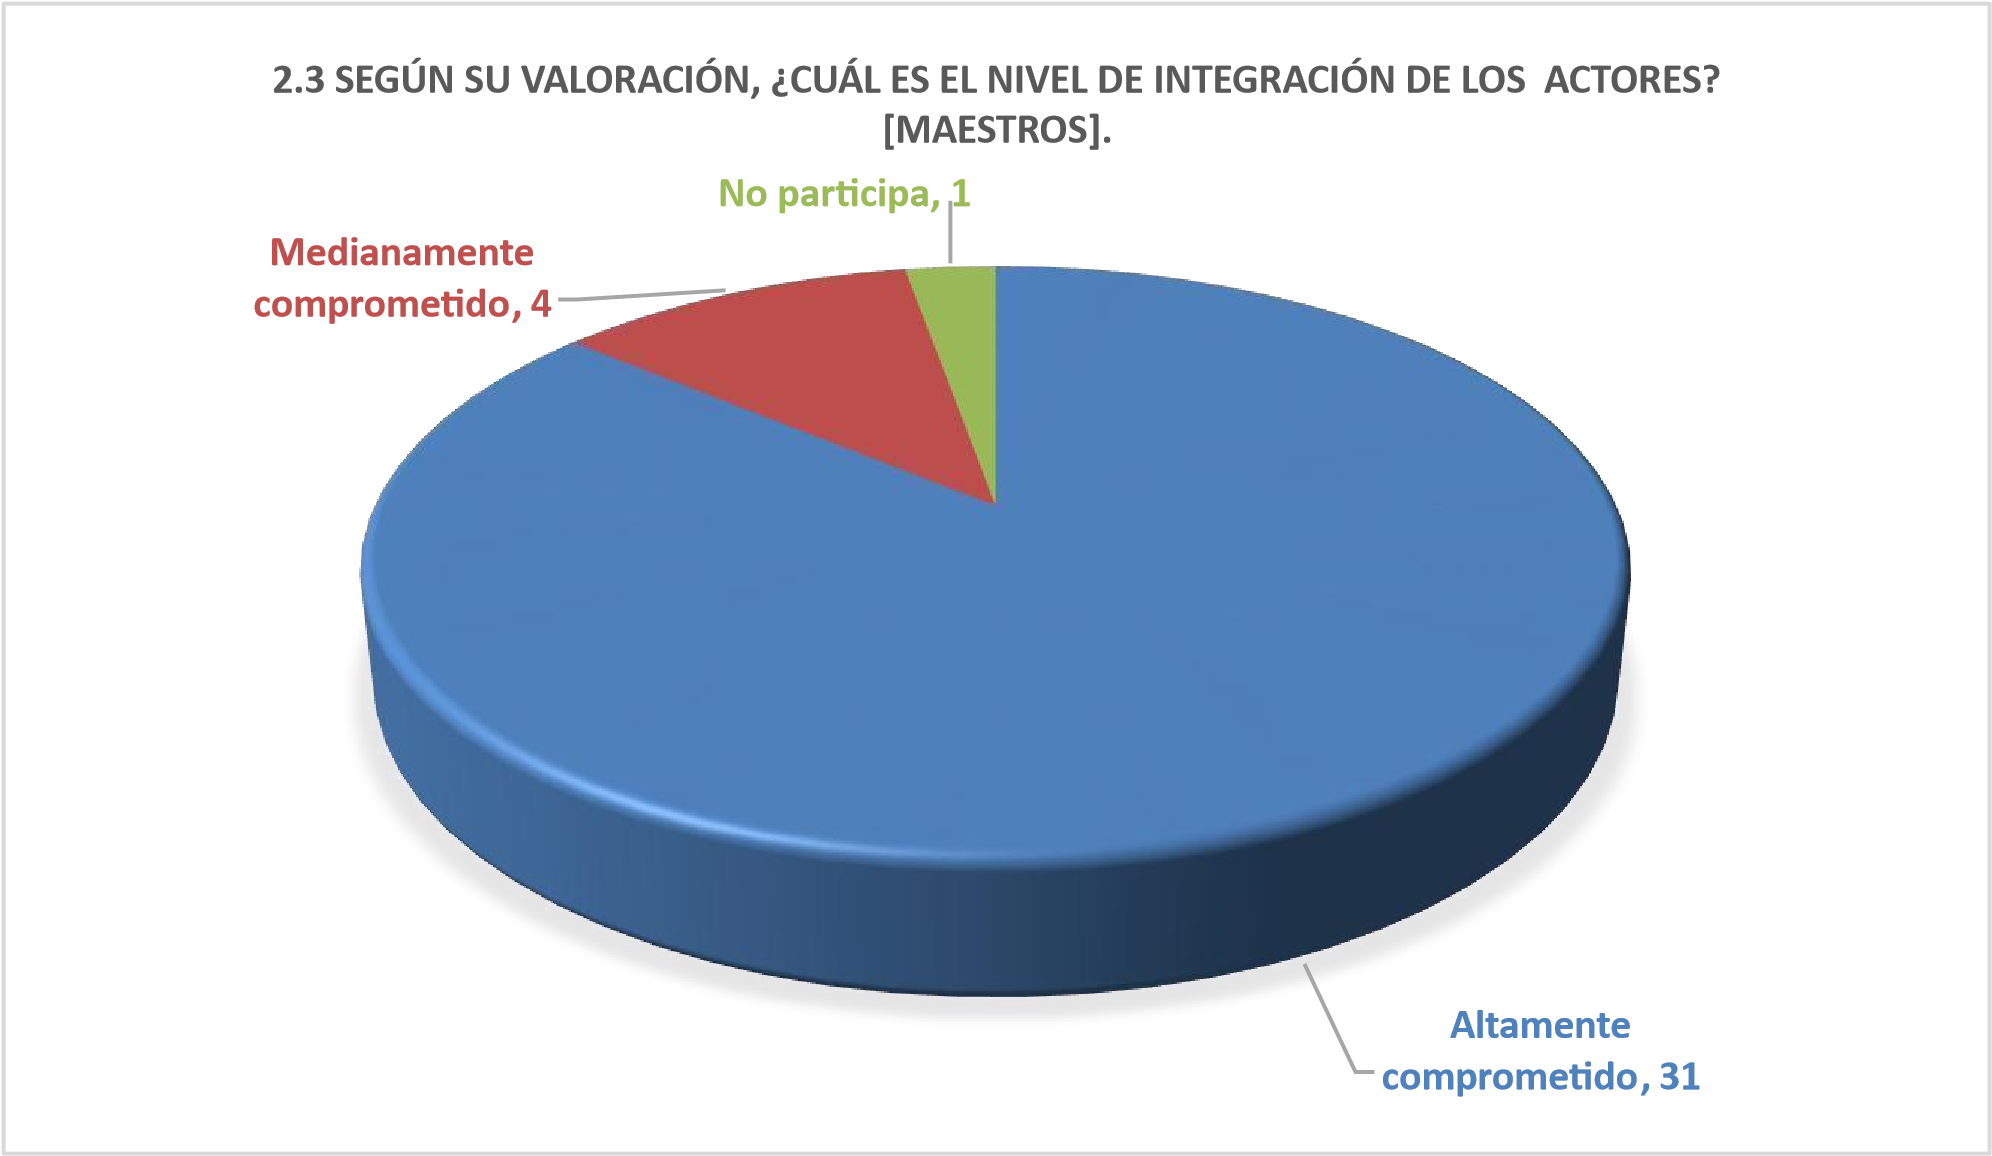 2.3 SEGÚN SU VALORACIÓN, ¿CUÁL ES EL NIVEL DE INTEGRACIÓN DE LOS  ACTORES?
[MAESTROS].
No participa, 1
Medianamente
comprometido, 4
Altamente
comprometido, 31